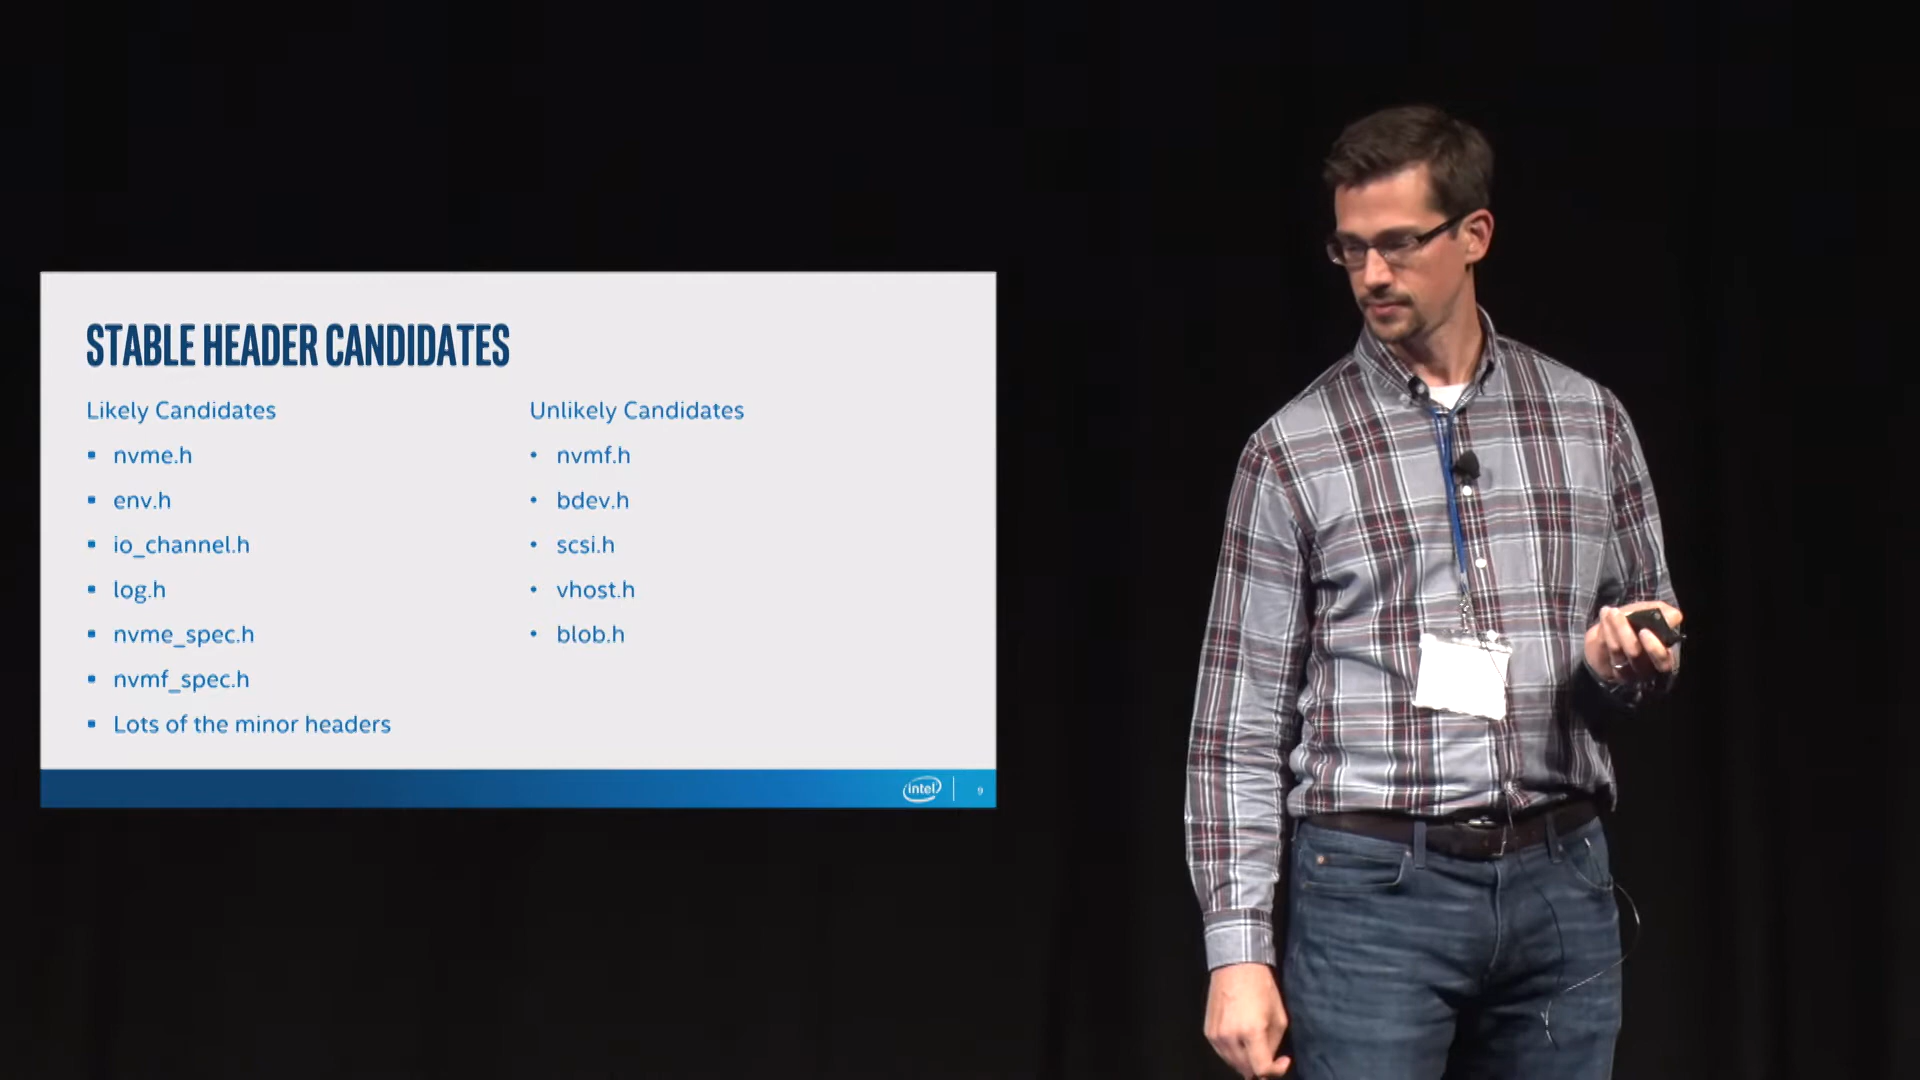 STABLE HEADER CANDIDATES
Likely Candidates
nvme.h
env.h
io_channel.h
log.h
nvme_spec.h
nvmf_spec.h
Lots of the minor headers
Unlikely Candidates
nvmf.h
bdev.h
scsi.h
vhost.h
blob.h
intel
9